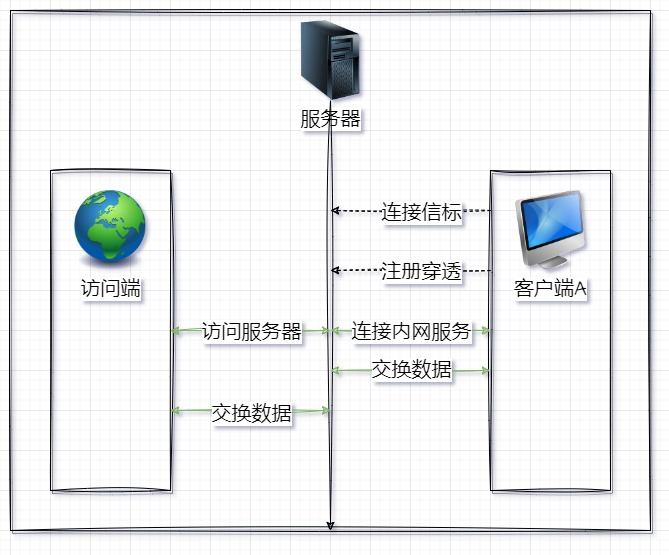 服务器
连接信标
注册穿透
访问端
客户端A
访问服务器
连接内网服务
交换数据
交换数据